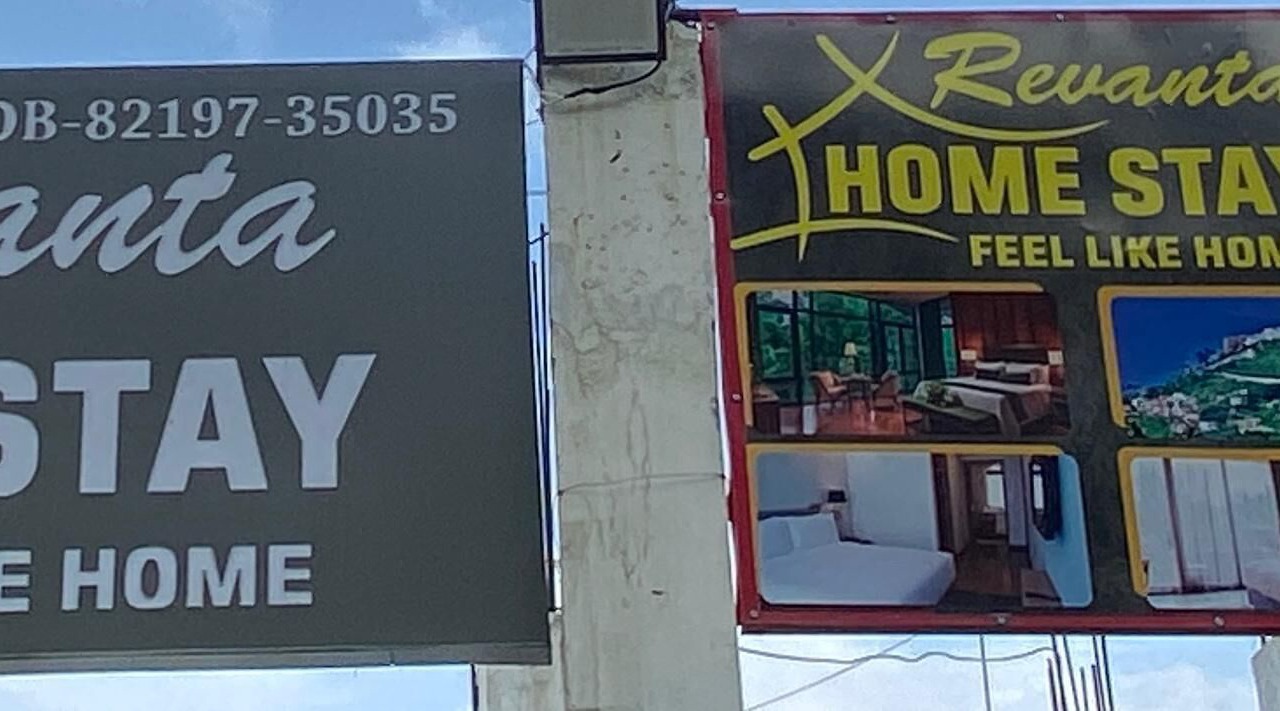 OB-82197-35035
anta
STAY
E HOME
Revanta
HOME STAY
FEEL LIKE HOM